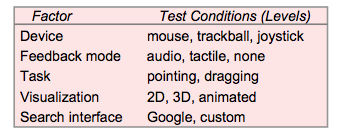 Factor Test Conditions (Levels)
Device mouse, trackball, joystick
Feedback mode audio, tactile, none
Task pointing, dragging
Visualization 2D, 3D, animated
Search interface Google, custom